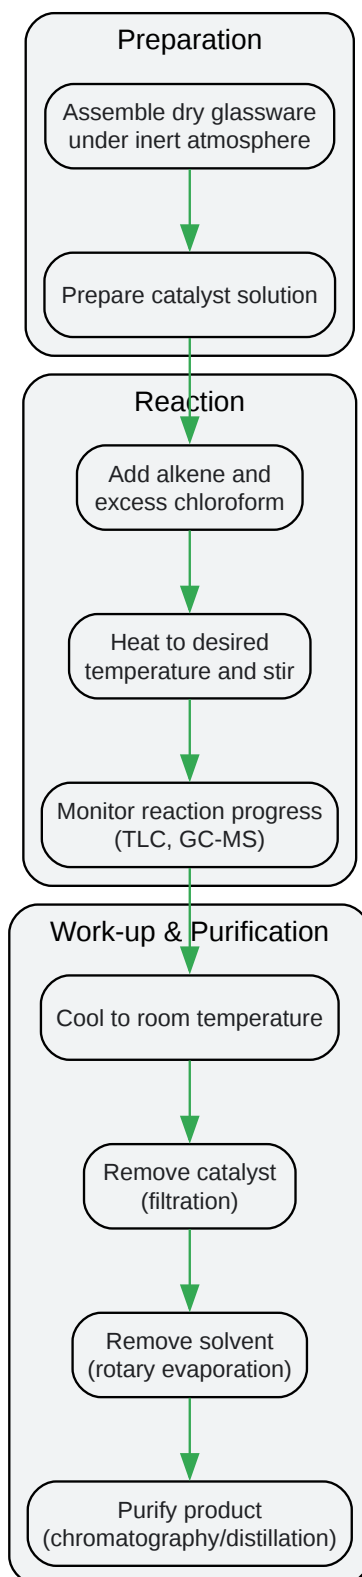 Preparation
Assemble dry glassware
under inert atmosphere
Prepare catalyst solution
Reaction
Add alkene and
excess chloroform
Heat to desired
temperature and stir
Monitor reaction progress
(TLC, GC-MS)
Work-up & Purification
Cool to room temperature
Remove catalyst
(filtration)
Remove solvent
(rotary evaporation)
Purify product
(chromatography/distillation)